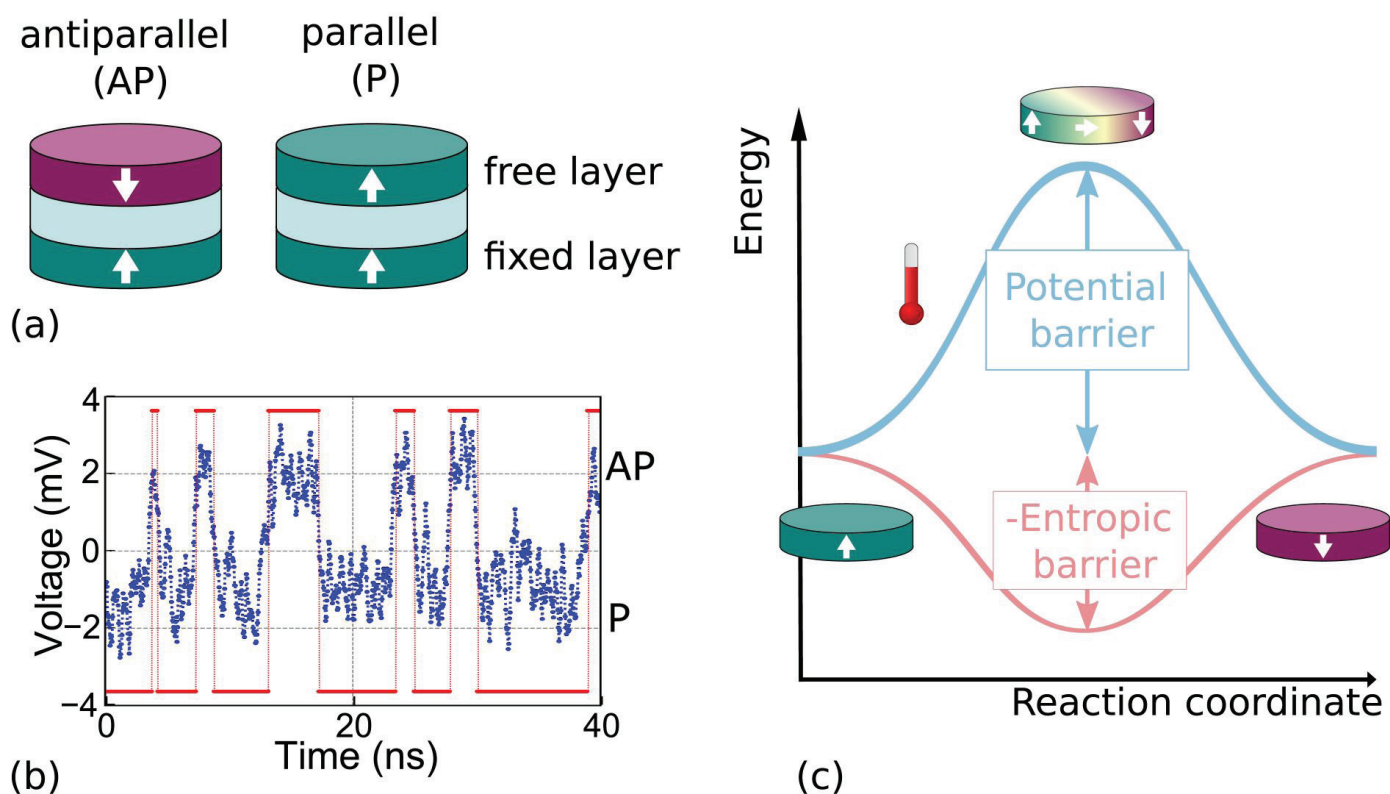 antiparallel
(AP)
parallel
(P)
free layer
fixed layer
(a)
4
2
0
−2
−4
Voltage (mV)
AP
P
0
20
40
Time (ns)
(b)
Energy
Potential
barrier
-Entropic
barrier
Reaction coordinate
(c)